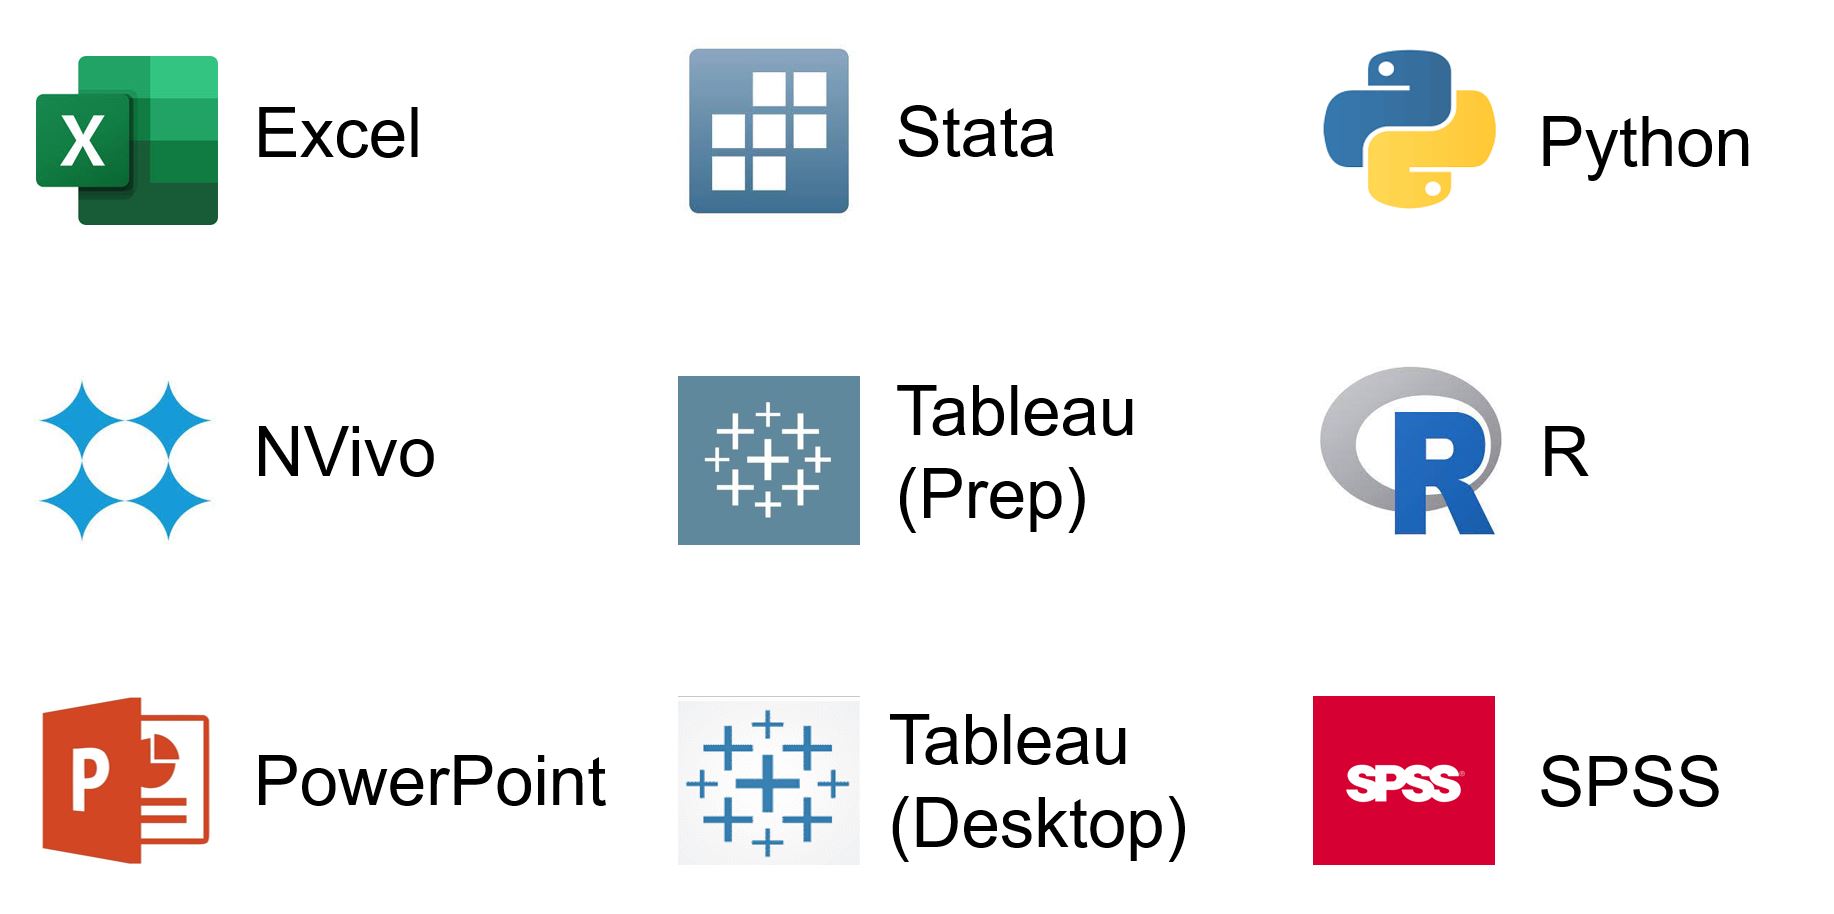 X
Excel
Stata
Python
NVivo
Tableau
(Prep)
R
R
P
PowerPoint
Tableau
(Desktop)
SPSS
SPSS